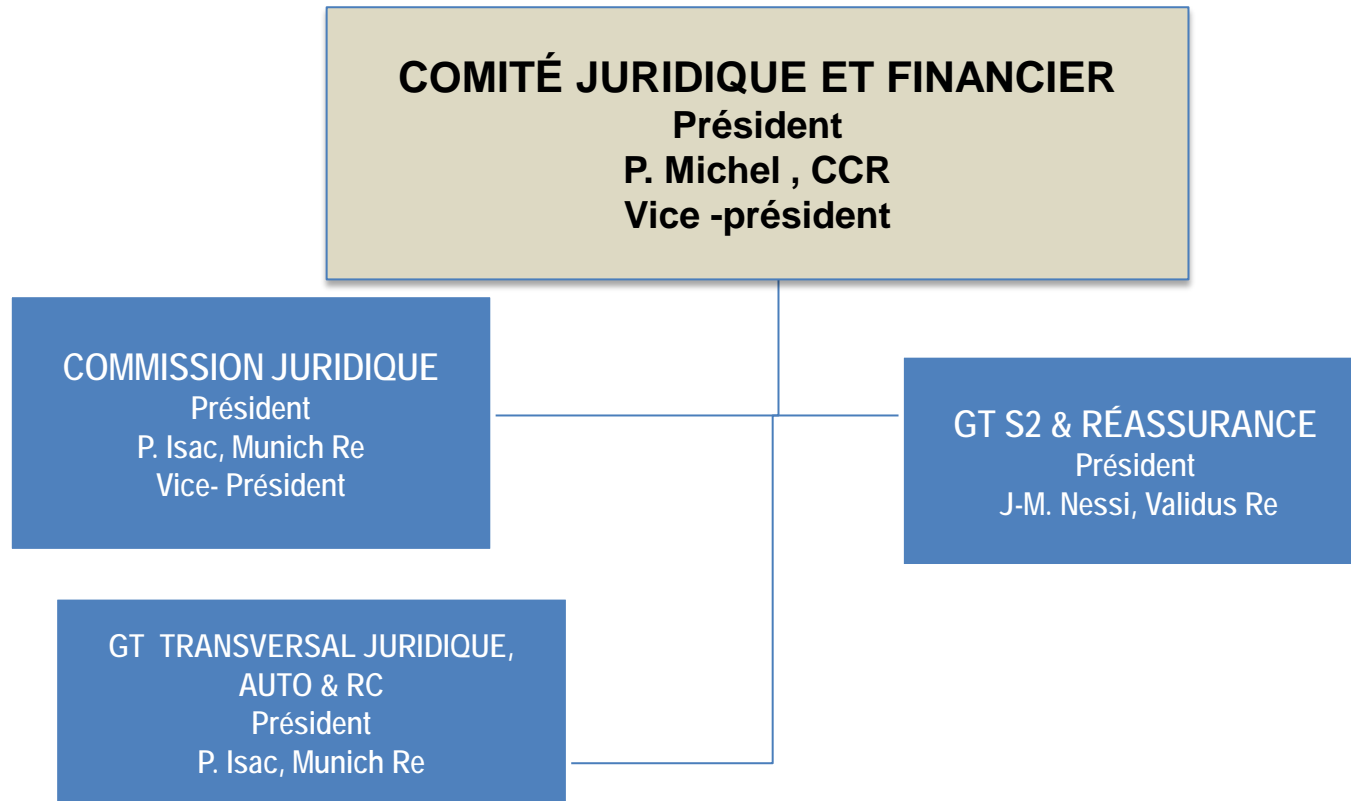 COMITÉ JURIDIQUE ET FINANCIER
Président
P. Michel , CCR
Vice -président
COMMISSION JURIDIQUE
Président
P. Isac, Munich Re
Vice- Président
GT S2 & RÉASSURANCE
Président
J-M. Nessi, Validus Re
GT TRANSVERSAL JURIDIQUE,
AUTO & RC
Président
P. Isac, Munich Re